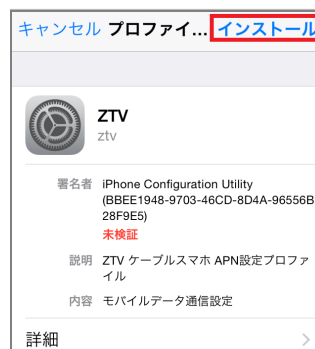 キャンセル プロファイ... インストール
ZTV
ztv
署名者 iPhone Configuration Utility
(BBEE1948-9703-46CD-8D4A-96556B
28F9E5)
未検証
説明 ZTV ケーブルスマホ APN設定プロファ
イル
内容 モバイルデータ通信設定
詳細